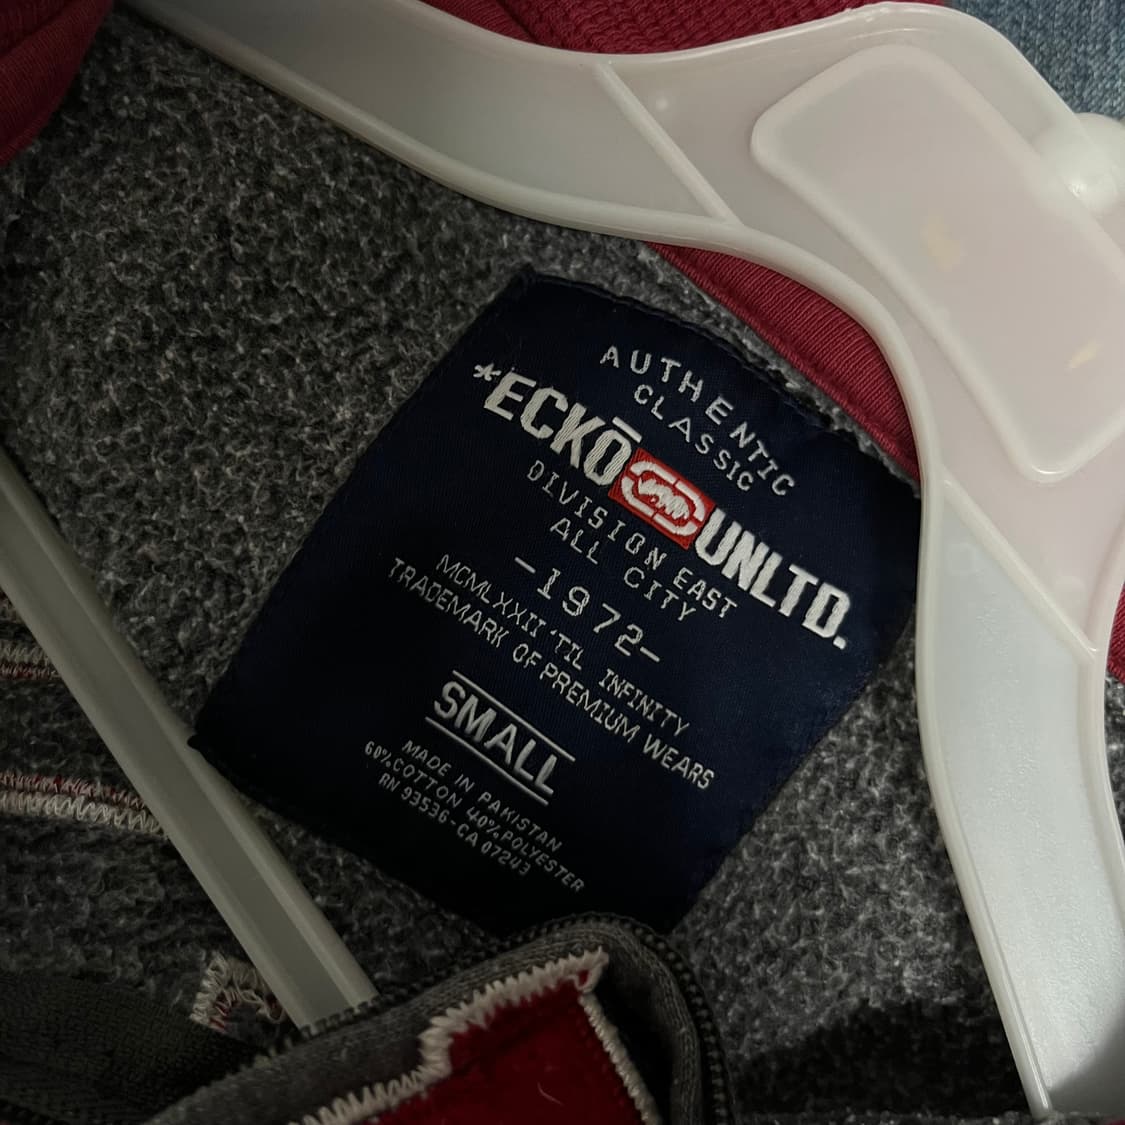 AUTHENTIC
CLASSIC
*ECKŌ UNLTD.
DIVISION EAST
ALL CITY
-1972-
MCMLXXII 'TIL INFINITY
TRADEMARK OF PREMIUM WEARS
SMALL
MADE IN PAKISTAN
60%COTTON 40%POLYESTER
RN 93536-CA 07243